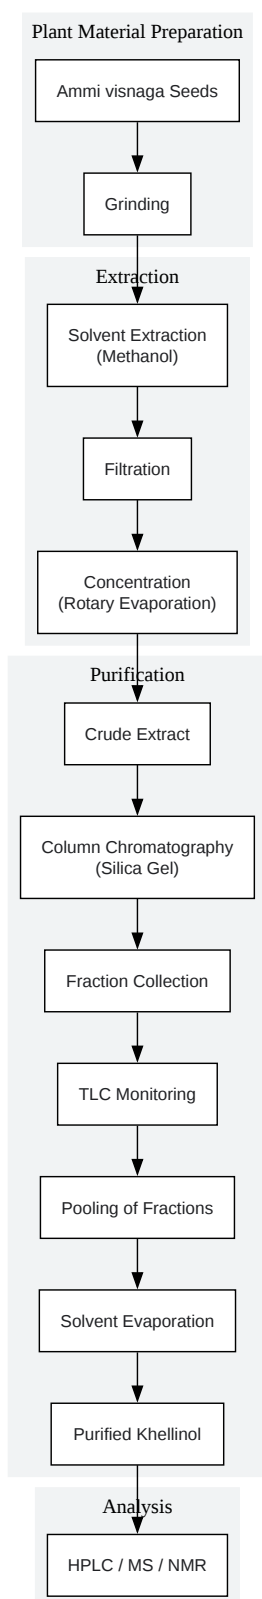 Plant Material Preparation
Ammi visnaga Seeds
Grinding
Extraction
Solvent Extraction
(Methanol)
Filtration
Concentration
(Rotary Evaporation)
Purification
Crude Extract
Column Chromatography
(Silica Gel)
Fraction Collection
TLC Monitoring
Pooling of Fractions
Solvent Evaporation
Purified Khellinol
Analysis
HPLC / MS / NMR